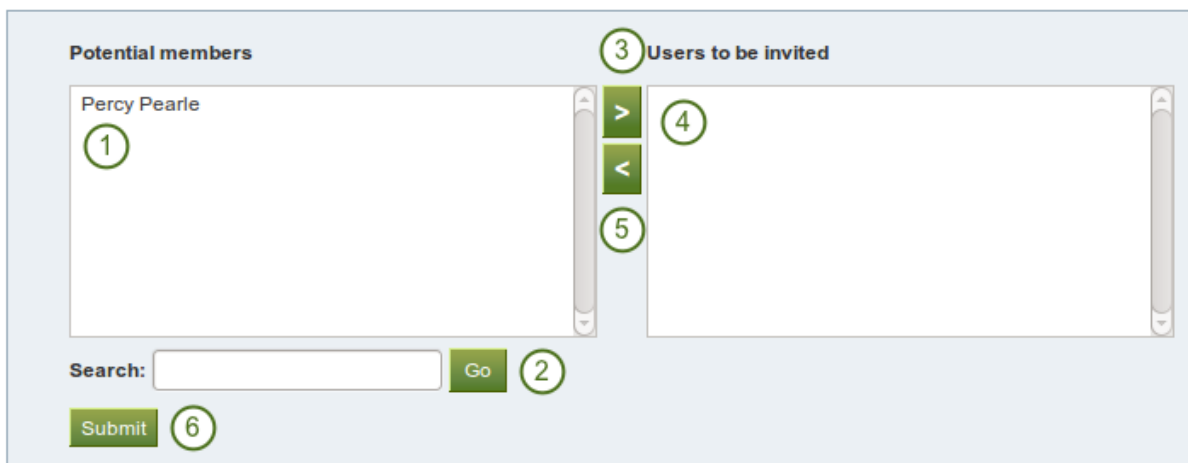 Potential members
3
Users to be invited
Percy Pearle
1
>
4
<
5
Search:
Go
2
Submit
6